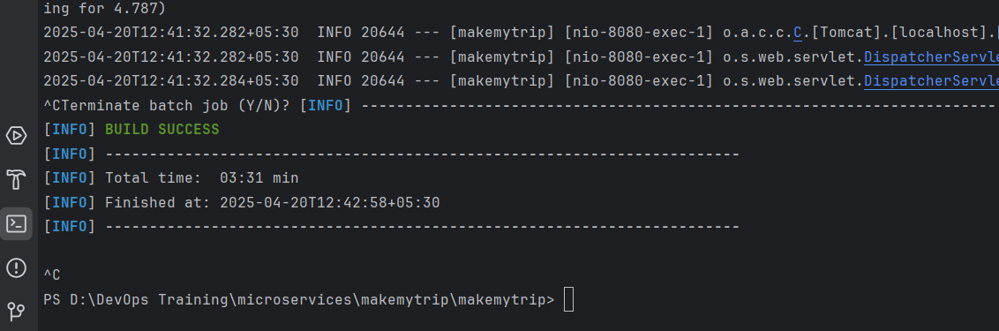 ing for 4.787)
2025-04-20T12:41:32.282+05:30  INFO 20644 --- [makemytrip] [nio-8080-exec-1] o.a.c.c.C.[Tomcat].[localhost].[
2025-04-20T12:41:32.283+05:30  INFO 20644 --- [makemytrip] [nio-8080-exec-1] o.s.web.servlet.DispatcherServle
2025-04-20T12:41:32.284+05:30  INFO 20644 --- [makemytrip] [nio-8080-exec-1] o.s.web.servlet.DispatcherServle
^CTerminate batch job (Y/N)? [INFO] ------------------------------------------------------------------------
[INFO] BUILD SUCCESS
[INFO] ------------------------------------------------------------------------
[INFO] Total time:  03:31 min
[INFO] Finished at: 2025-04-20T12:42:58+05:30
[INFO] ------------------------------------------------------------------------
^C
PS D:\DevOps Training\microservices\makemytrip\makemytrip>